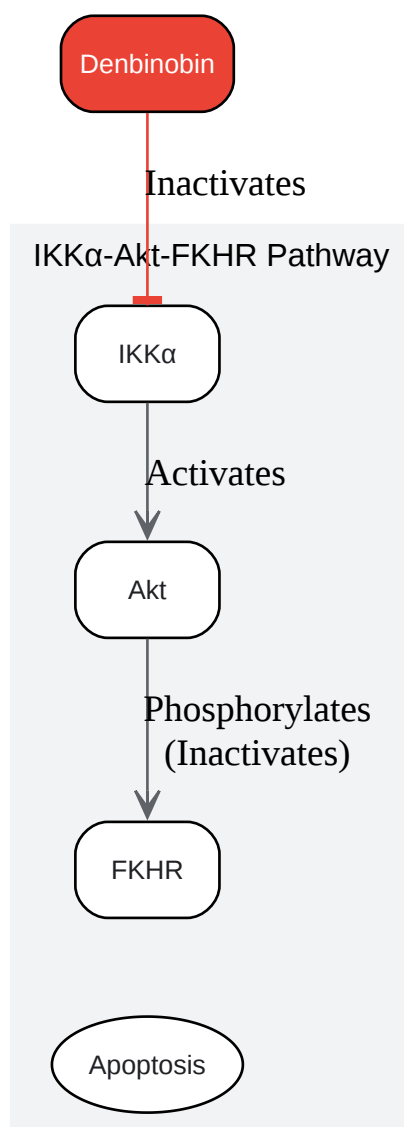 Denbinobin
Inactivates
IKKα-Akt-FKHR Pathway
IKKα
Activates
Akt
Phosphorylates
(Inactivates)
FKHR
Apoptosis